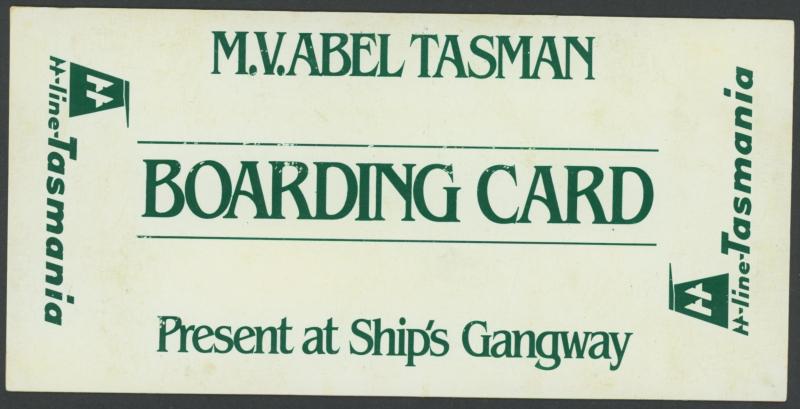 M.V. ABEL TASMAN
BOARDING CARD
Present at Ship's Gangway
-line-Tasmania
-line-Tasmania